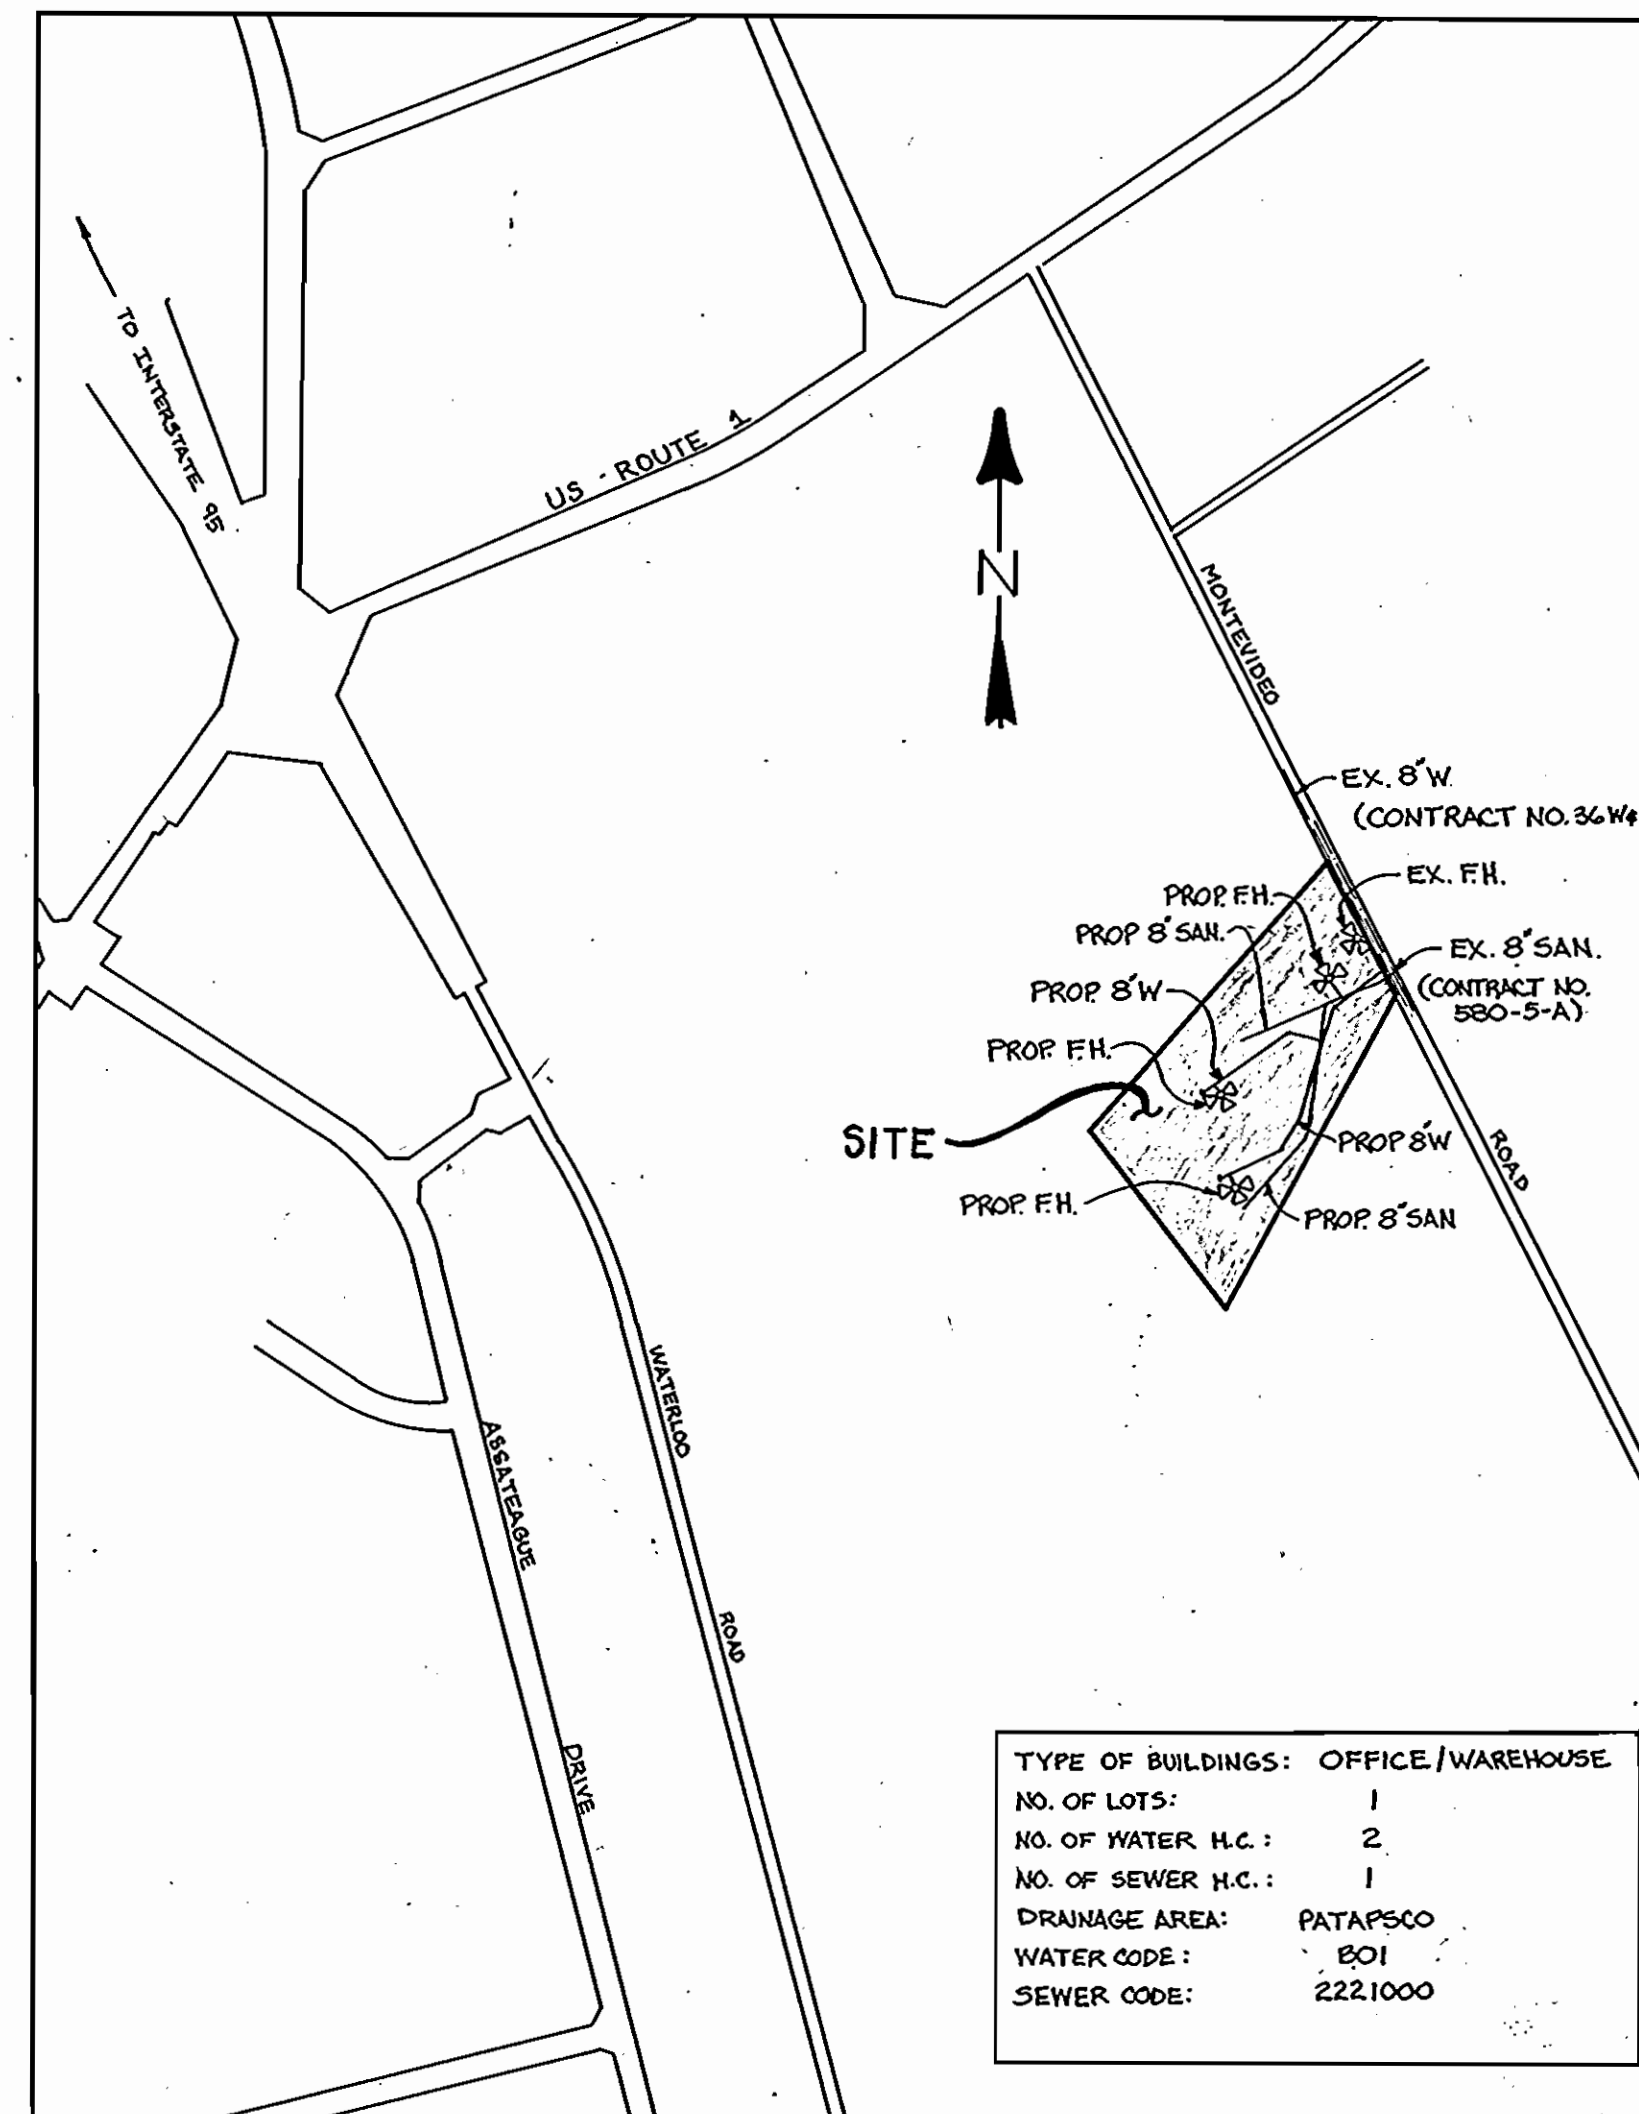 TO INTERSTATE 95
US - ROUTE 1
N
MONTEVIDEO
EX. 8"W.
(CONTRACT NO. 36W&
EX. F.H.
PROP. F.H.
PROP 8"SAN.
EX. 8"SAN.
(CONTRACT NO.
580-5-A)
PROP. 8"W
PROP. F.H.
SITE
PROP 8"W
ROAD
PROP. F.H.
PROP. 8"SAN
WATERLOO
ASSATEAGUE
ROAD
DRIVE
TYPE OF BUILDINGS: OFFICE/WAREHOUSE
NO. OF LOTS: 1
NO. OF WATER H.C.: 2
NO. OF SEWER H.C.: 1
DRAINAGE AREA: PATAPSCO
WATER CODE: B01
SEWER CODE: 2221000